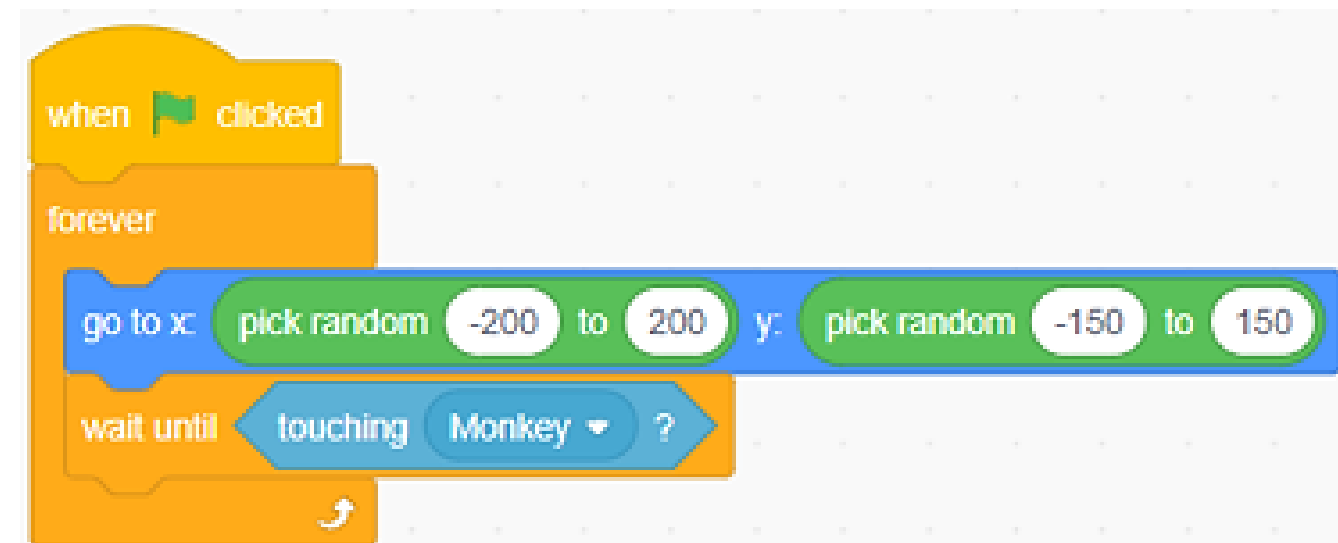 when clicked
forever
go to x: pick random -200 to 200 y: pick random -150 to 150
wait until touching Monkey ?